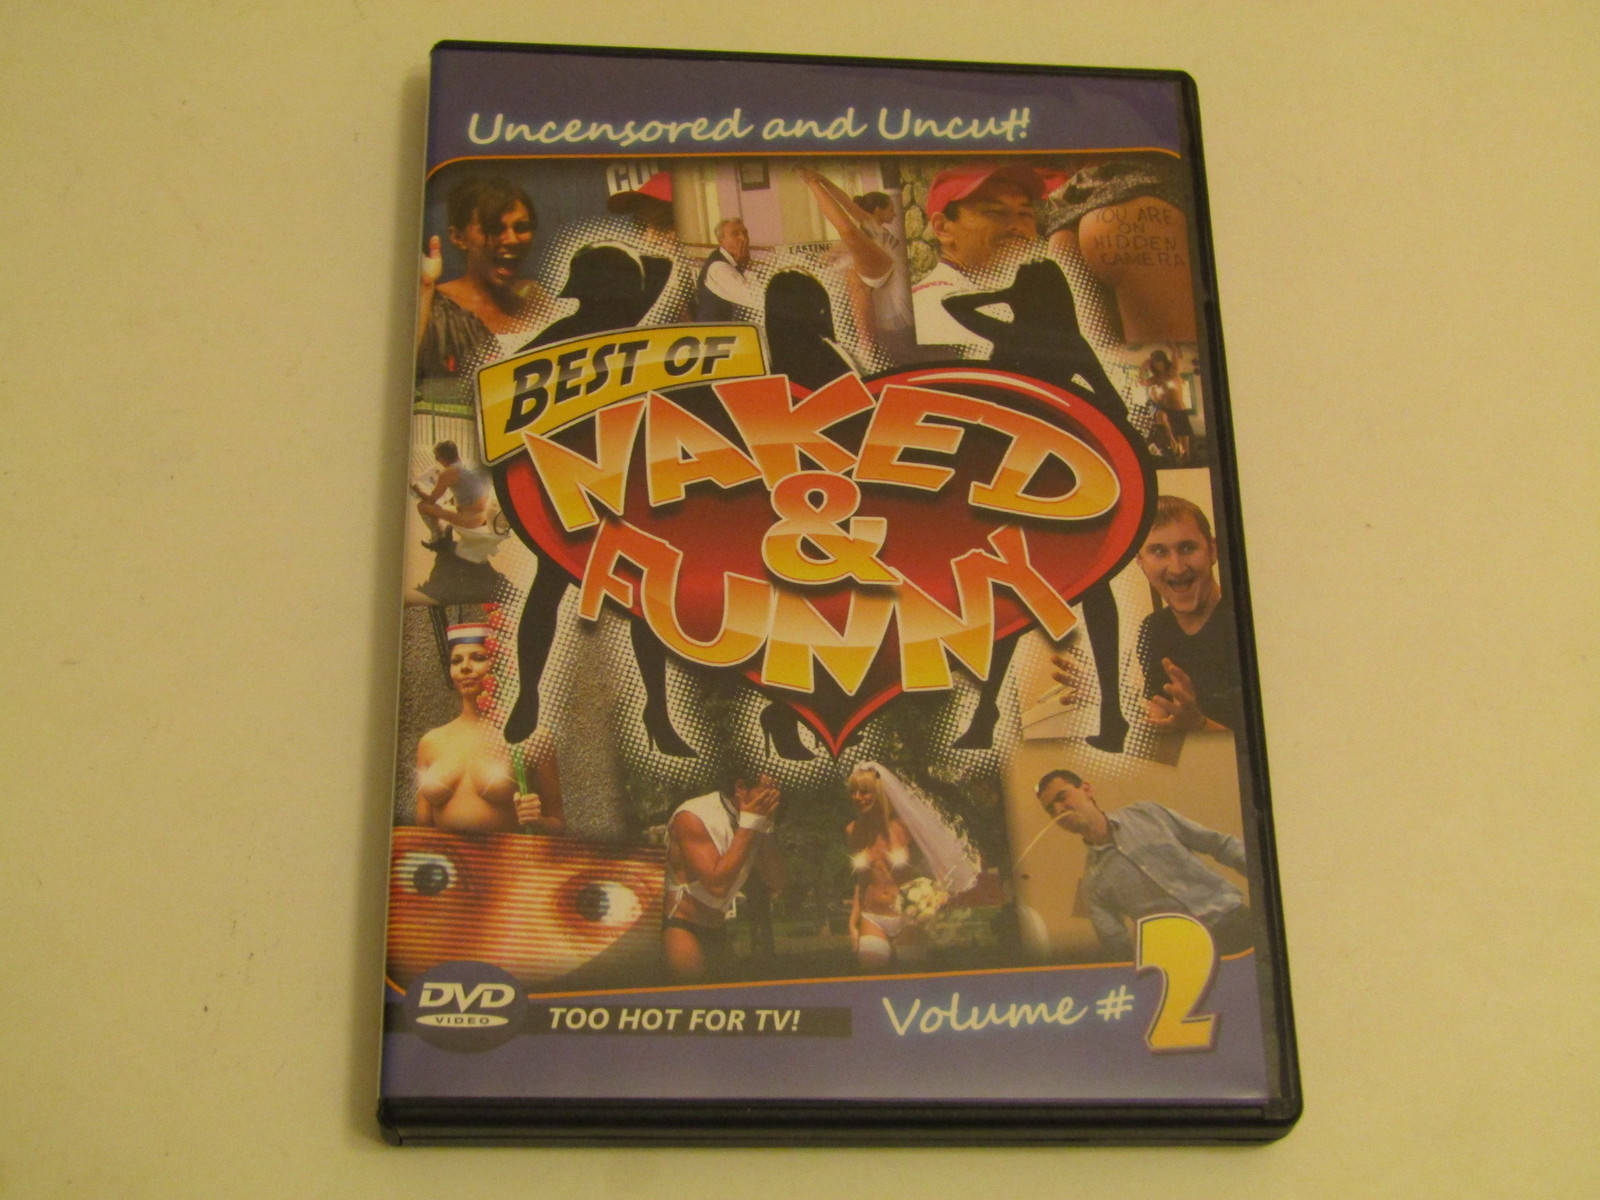 Uncensored and Uncut!
YOU ARE
ON
HIDDEN
CAMERA
BEST OF
NAKED
&
FUNNY
DVD
VIDEO
TOO HOT FOR TV!
Volume # 2